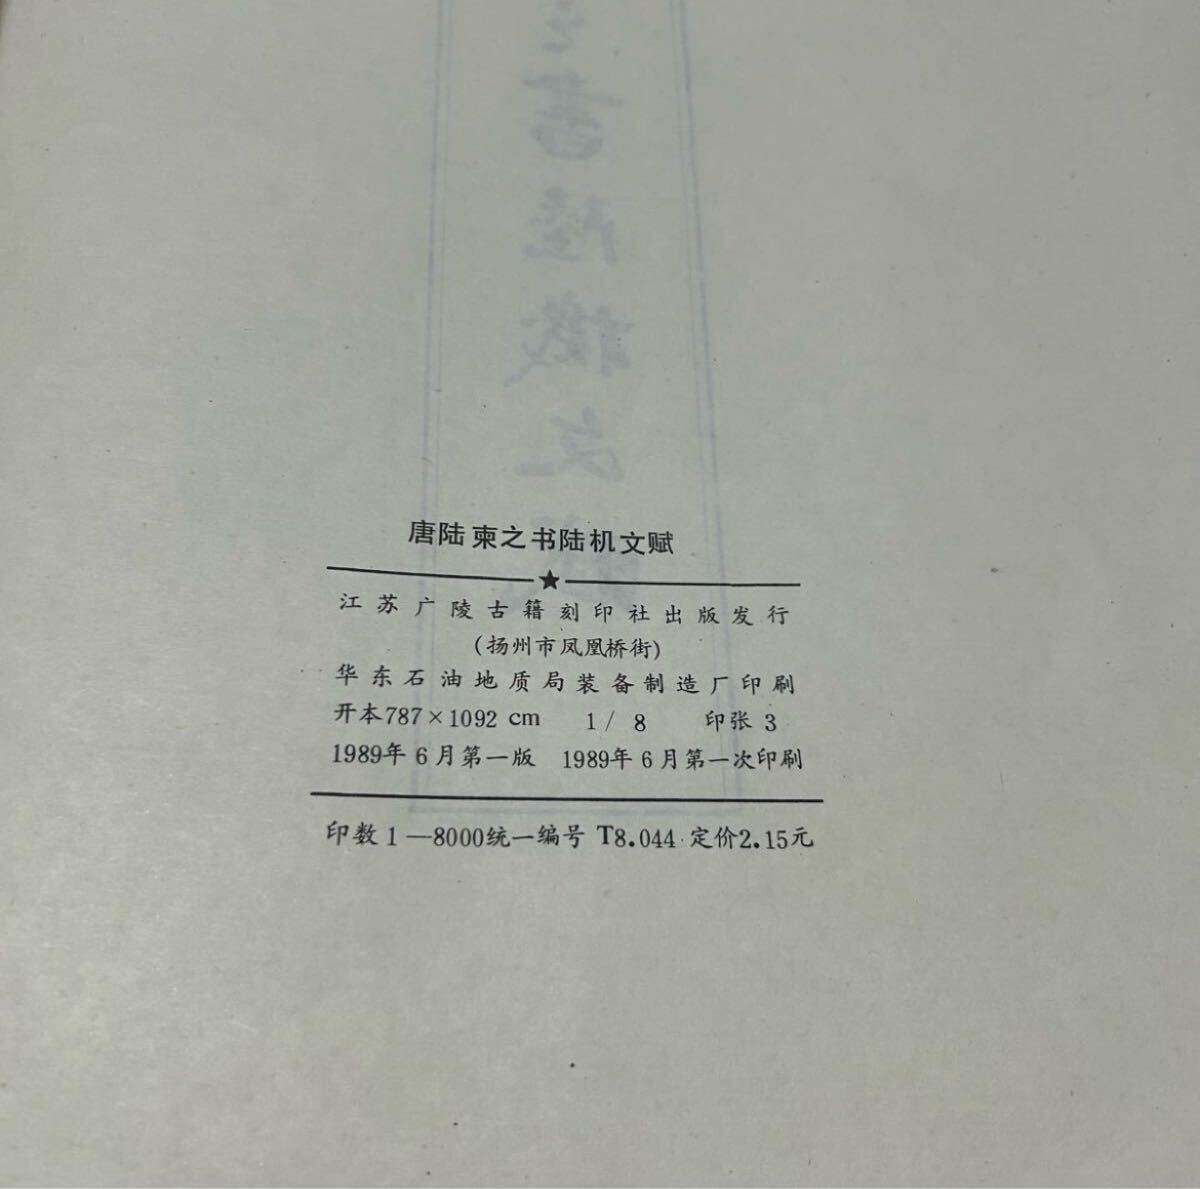 唐陆柬之书陆机文赋
★
江苏广陵古籍刻印社出版发行
(扬州市凤凰桥街)
华东石油地质局装备制造厂印刷
开本787×1092 cm 1/8 印张 3
1989年6月第一版 1989年6月第一次印刷
印数1—8000统一编号 T8.044 定价2.15元
書陸機文